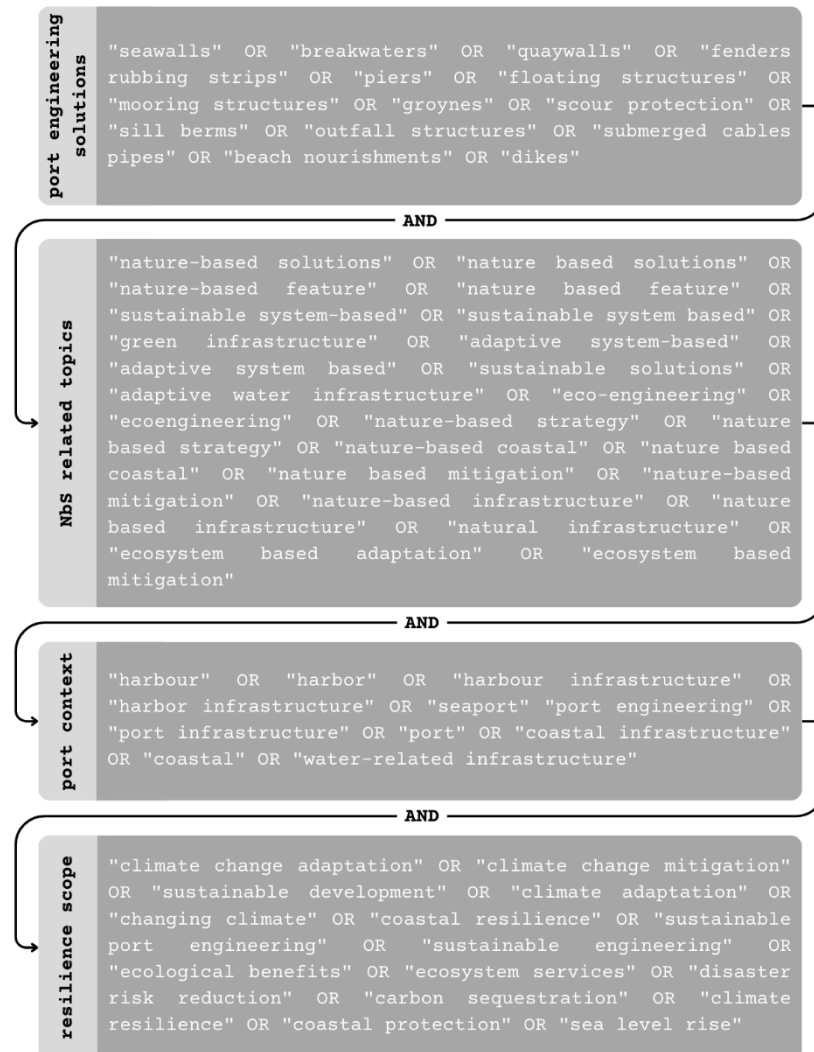 port engineering
solutions
"seawalls" OR "breakwaters" OR "quaywalls" OR "fenders
rubbing strips" OR "piers" OR "floating structures" OR
"mooring structures" OR "groynes" OR "scour protection" OR
"sill berms" OR "outfall structures" OR "submerged cables
pipes" OR "beach nourishments" OR "dikes"
AND
NbS related topics
"nature-based solutions" OR "nature based solutions" OR
"nature-based feature" OR "nature based feature" OR
"sustainable system-based" OR "sustainable system based" OR
"green infrastructure" OR "adaptive system-based" OR
"adaptive system based" OR "sustainable solutions" OR
"adaptive water infrastructure" OR "eco-engineering" OR
"ecoengineering" OR "nature-based strategy" OR "nature
based strategy" OR "nature-based coastal" OR "nature based
coastal" OR "nature based mitigation" OR "nature-based
mitigation" OR "nature-based infrastructure" OR "nature
based infrastructure" OR "natural infrastructure" OR
"ecosystem based adaptation" OR "ecosystem based
mitigation"
AND
port context
"harbour" OR "harbor" OR "harbour infrastructure" OR
"harbor infrastructure" OR "seaport" "port engineering" OR
"port infrastructure" OR "port" OR "coastal infrastructure"
OR "coastal" OR "water-related infrastructure"
AND
resilience scope
"climate change adaptation" OR "climate change mitigation"
OR "sustainable development" OR "climate adaptation" OR
"changing climate" OR "coastal resilience" OR "sustainable
port engineering" OR "sustainable engineering" OR
"ecological benefits" OR "ecosystem services" OR "disaster
risk reduction" OR "carbon sequestration" OR "climate
resilience" OR "coastal protection" OR "sea level rise"